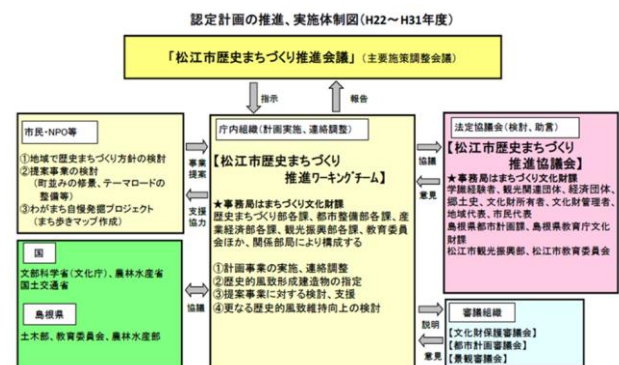 認定計画の推進、実施体制図(H22～H31年度)
「松江市歴史まちづくり推進会議」(主要施策調整会議)
指示
報告
市民・NPO等
①地域で歴史まちづくり方針の検討
②提案事業の検討
(町並みの修景、テーマロードの
整備等)
③わがまち自慢発掘プロジェクト
(まち歩きマップ作成)
事業
提案
支援
協力
国
文部科学省(文化庁)、農林水産省
国土交通省
島根県
土木部、教育委員会、農林水産部
協議
庁内組織(計画実施、連絡調整)
【松江市歴史まちづくり
推進ワーキングチーム】
★事務局はまちづくり文化財課
歴史まちづくり部各課、都市整備部各課、産
業経済部各課、観光振興部各課、教育委員
会ほか、関係部局により構成する
①計画事業の実施、連絡調整
②歴史的風致形成建造物の指定
③提案事業に対する検討、支援
④更なる歴史的風致維持向上の検討
協議
意見
法定協議会(検討、助言)
【松江市歴史まちづくり
推進協議会】
★事務局はまちづくり文化財課
学識経験者、観光関連団体、経済団体、
郷土史、文化財所有者、文化財管理者、
地域代表、市民代表
島根県都市計画課、島根県教育庁文化
財課
松江市観光振興部、松江市教育委員会
説明
意見
審議組織
【文化財保護審議会】
【都市計画審議会】
【景観審議会】